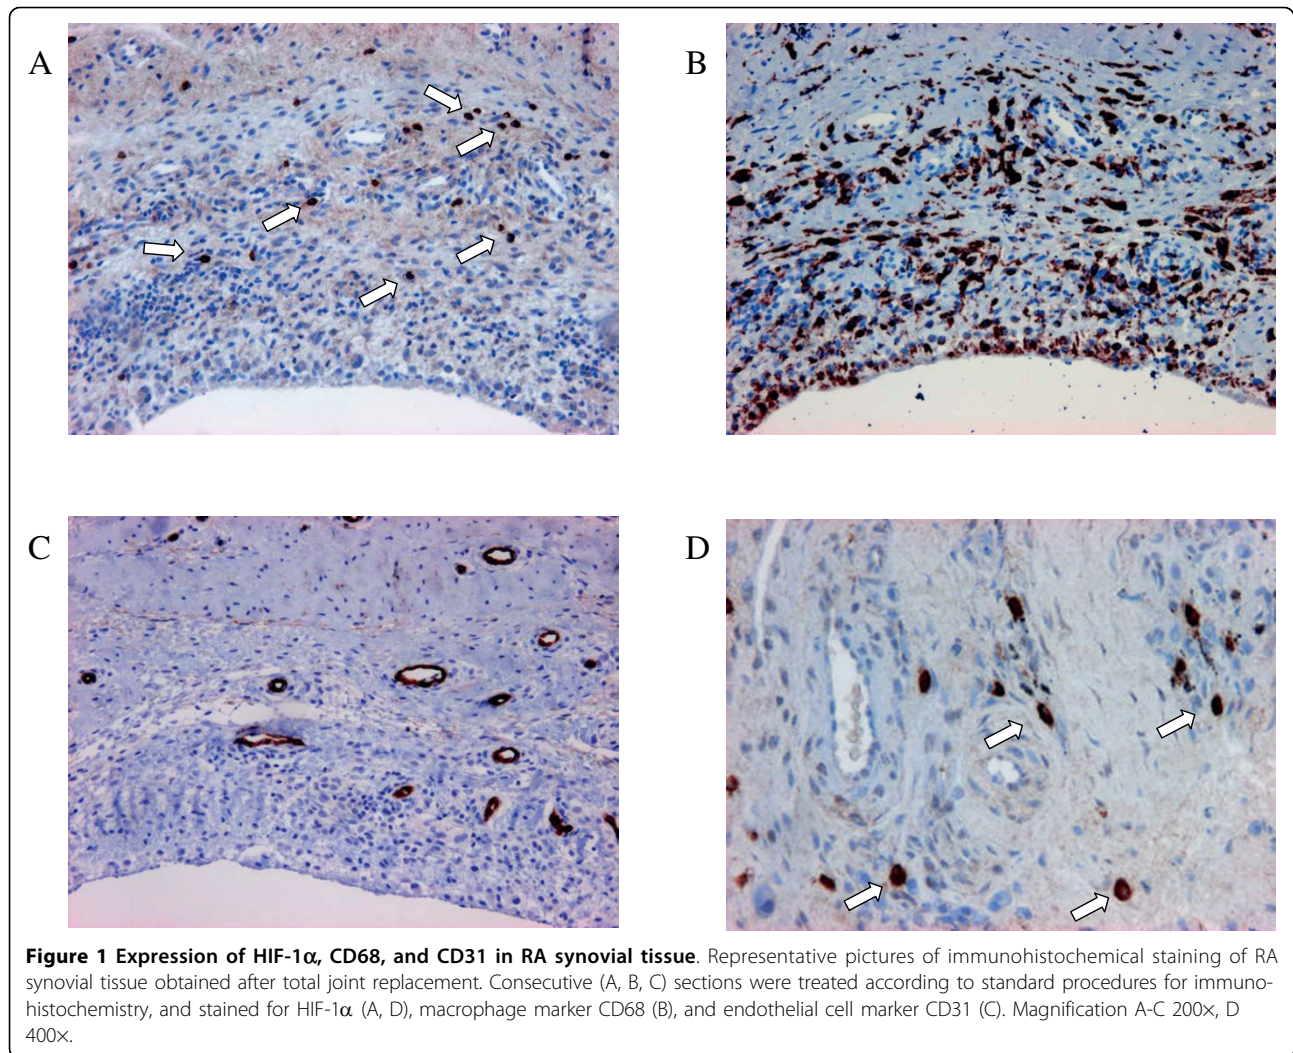 A
B
C
D
Figure 1 Expression of HIF-1α, CD68, and CD31 in RA synovial tissue. Representative pictures of immunohistochemical staining of RA
synovial tissue obtained after total joint replacement. Consecutive (A, B, C) sections were treated according to standard procedures for immuno-
histochemistry, and stained for HIF-1α (A, D), macrophage marker CD68 (B), and endothelial cell marker CD31 (C). Magnification A-C 200×, D
400×.